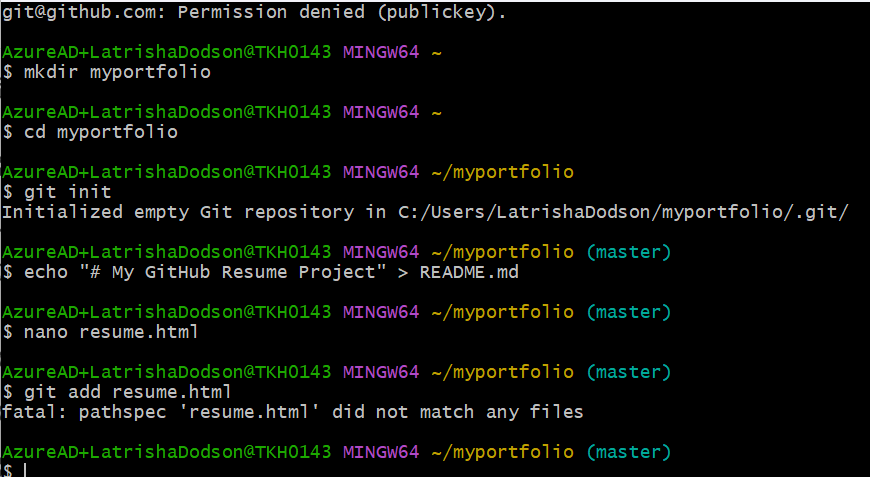 git@github.com: Permission denied (publickey).
AzureAD+LatrishaDodson@TKH0143 MINGW64 ~
$ mkdir myportfolio
AzureAD+LatrishaDodson@TKH0143 MINGW64 ~
$ cd myportfolio
AzureAD+LatrishaDodson@TKH0143 MINGW64 ~/myportfolio
$ git init
Initialized empty Git repository in C:/Users/LatrishaDodson/myportfolio/.git/
AzureAD+LatrishaDodson@TKH0143 MINGW64 ~/myportfolio (master)
$ echo "# My GitHub Resume Project" > README.md
AzureAD+LatrishaDodson@TKH0143 MINGW64 ~/myportfolio (master)
$ nano resume.html
AzureAD+LatrishaDodson@TKH0143 MINGW64 ~/myportfolio (master)
$ git add resume.html
fatal: pathspec 'resume.html' did not match any files
AzureAD+LatrishaDodson@TKH0143 MINGW64 ~/myportfolio (master)
$